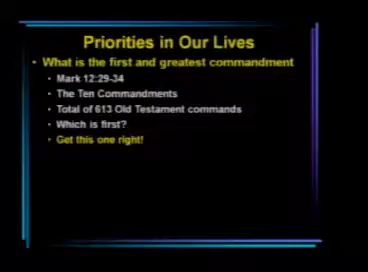 Priorities in Our Lives
• What is the first and greatest commandment
• Mark 12:29-34
• The Ten Commandments
• Total of 613 Old Testament commands
• Which is first?
• Get this one right!